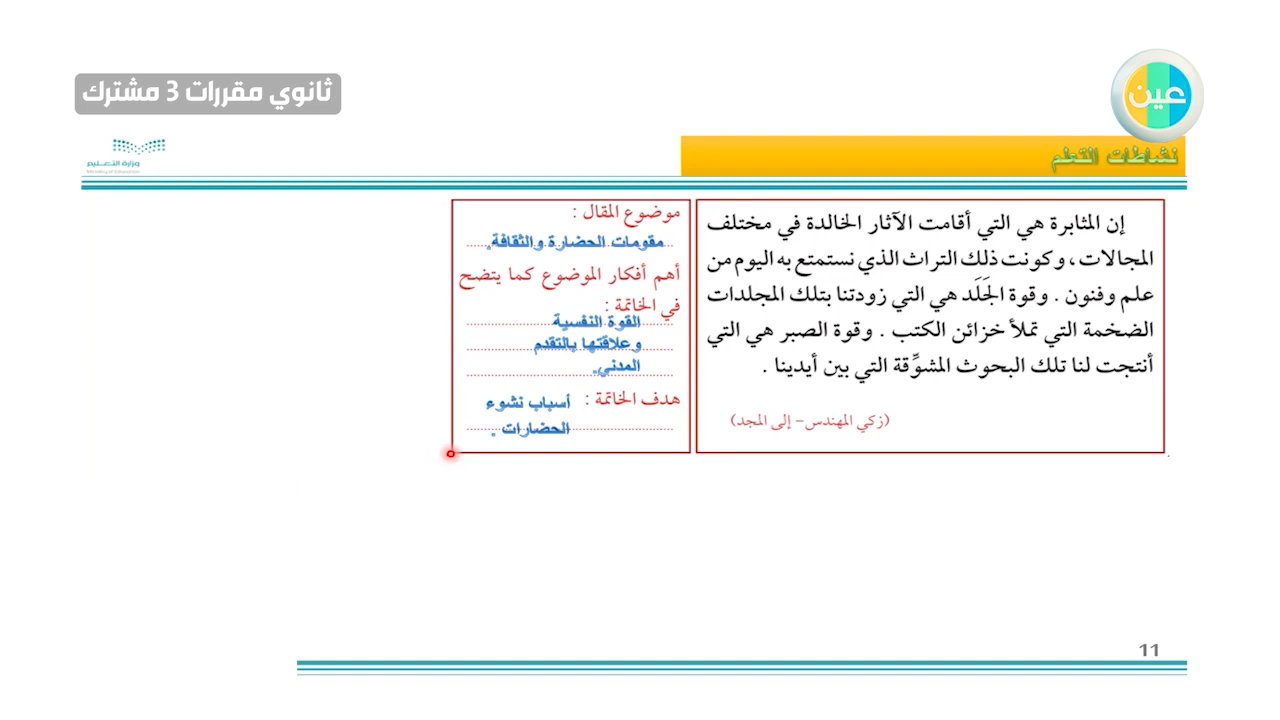 ثانوي مقررات 3 مشترك
عين
وزارة التعليم
Ministry of Education
نشاطات التعلم
إن المثابرة هي التي أقامت الآثار الخالدة في مختلف
المجالات، وكونت ذلك التراث الذي نستمتع به اليوم من
علم وفنون . وقوة الجَلَد هي التي زودتنا بتلك المجلدات
الضخمة التي تملأ خزائن الكتب . وقوة الصبر هي التي
أنتجت لنا تلك البحوث المشوِّقة التي بين أيدينا .
(زكي المهندس– إلى المجد)
موضوع المقال :
مقومات الحضارة والثقافة.
أهم أفكار الموضوع كما يتضح
في الخاتمة :
القوة النفسية
وعلاقتها بالتقدم
المدني.
هدف الخاتمة : أسباب نشوء
الحضارات .
11